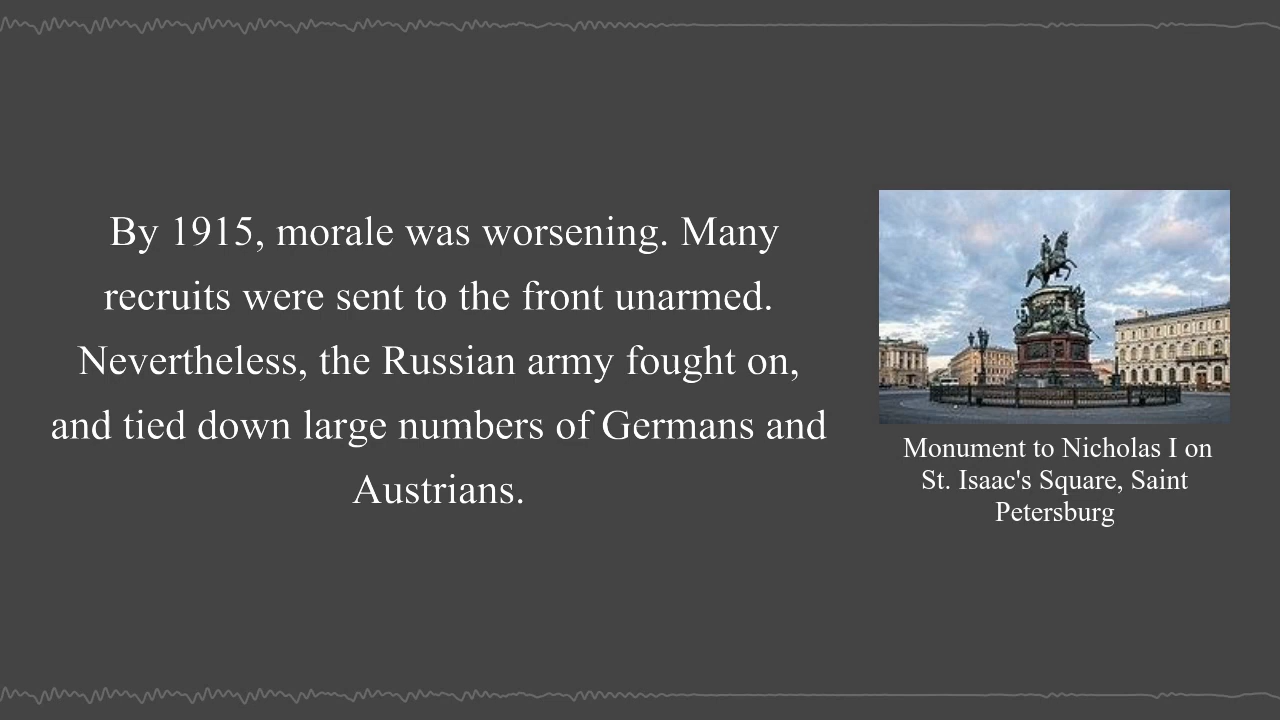 By 1915, morale was worsening. Many
recruits were sent to the front unarmed.
Nevertheless, the Russian army fought on,
and tied down large numbers of Germans and
Austrians.
Monument to Nicholas I on
St. Isaac's Square, Saint
Petersburg